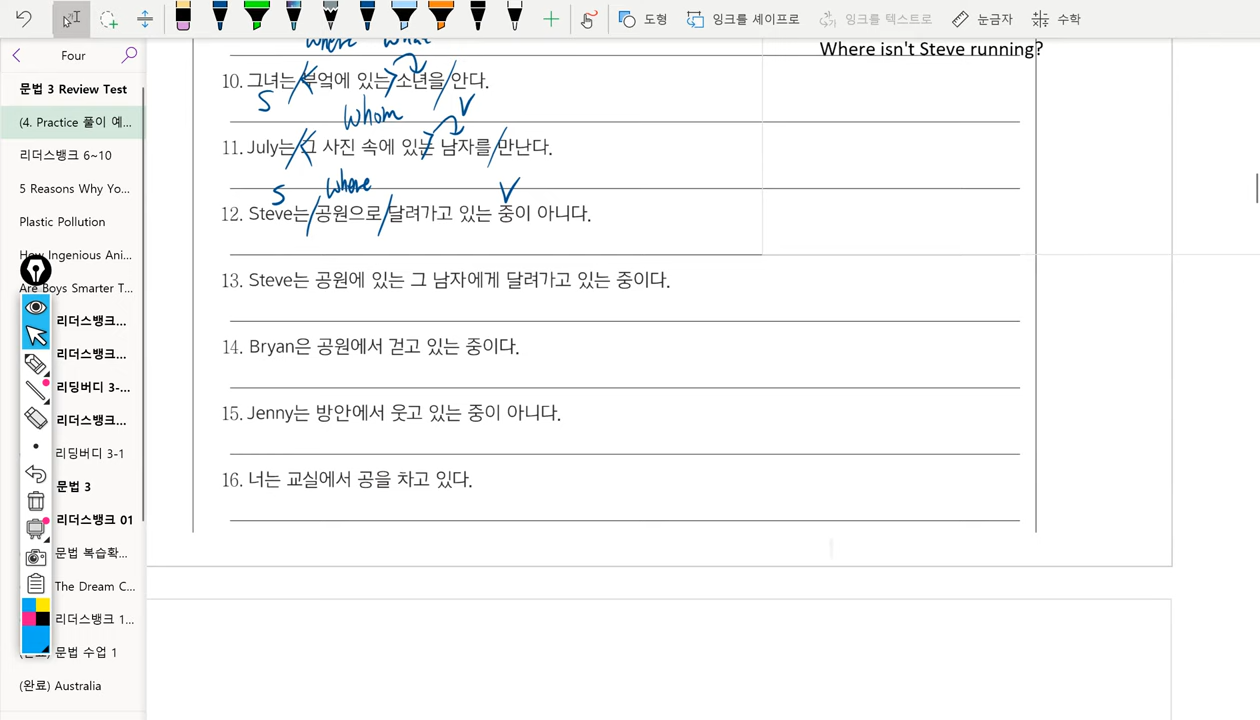 도형
잉크를 셰이프로
잉크를 텍스트로
눈금자
수학
Four
문법 3 Review Test
(4. Practice 풀이 예...
리더스뱅크 6~10
5 Reasons Why Yo...
Plastic Pollution
How Ingenious Ani...
Are Boys Smarter T...
리더스뱅크...
리더스뱅크...
리딩버디 3-...
리더스뱅크...
리딩버디 3-1
문법 3
리더스뱅크 01
문법 복습확...
The Dream C...
리더스뱅크 1...
문법 수업 1
(완료) Australia
where what
Where isn't Steve running?
10. 그녀는 부엌에 있는 소년을 안다.
S whom V
11. July는 그 사진 속에 있는 남자를 만난다.
S where V
12. Steve는 공원으로 달려가고 있는 중이 아니다.
13. Steve는 공원에 있는 그 남자에게 달려가고 있는 중이다.
14. Bryan은 공원에서 걷고 있는 중이다.
15. Jenny는 방안에서 웃고 있는 중이 아니다.
16. 너는 교실에서 공을 차고 있다.